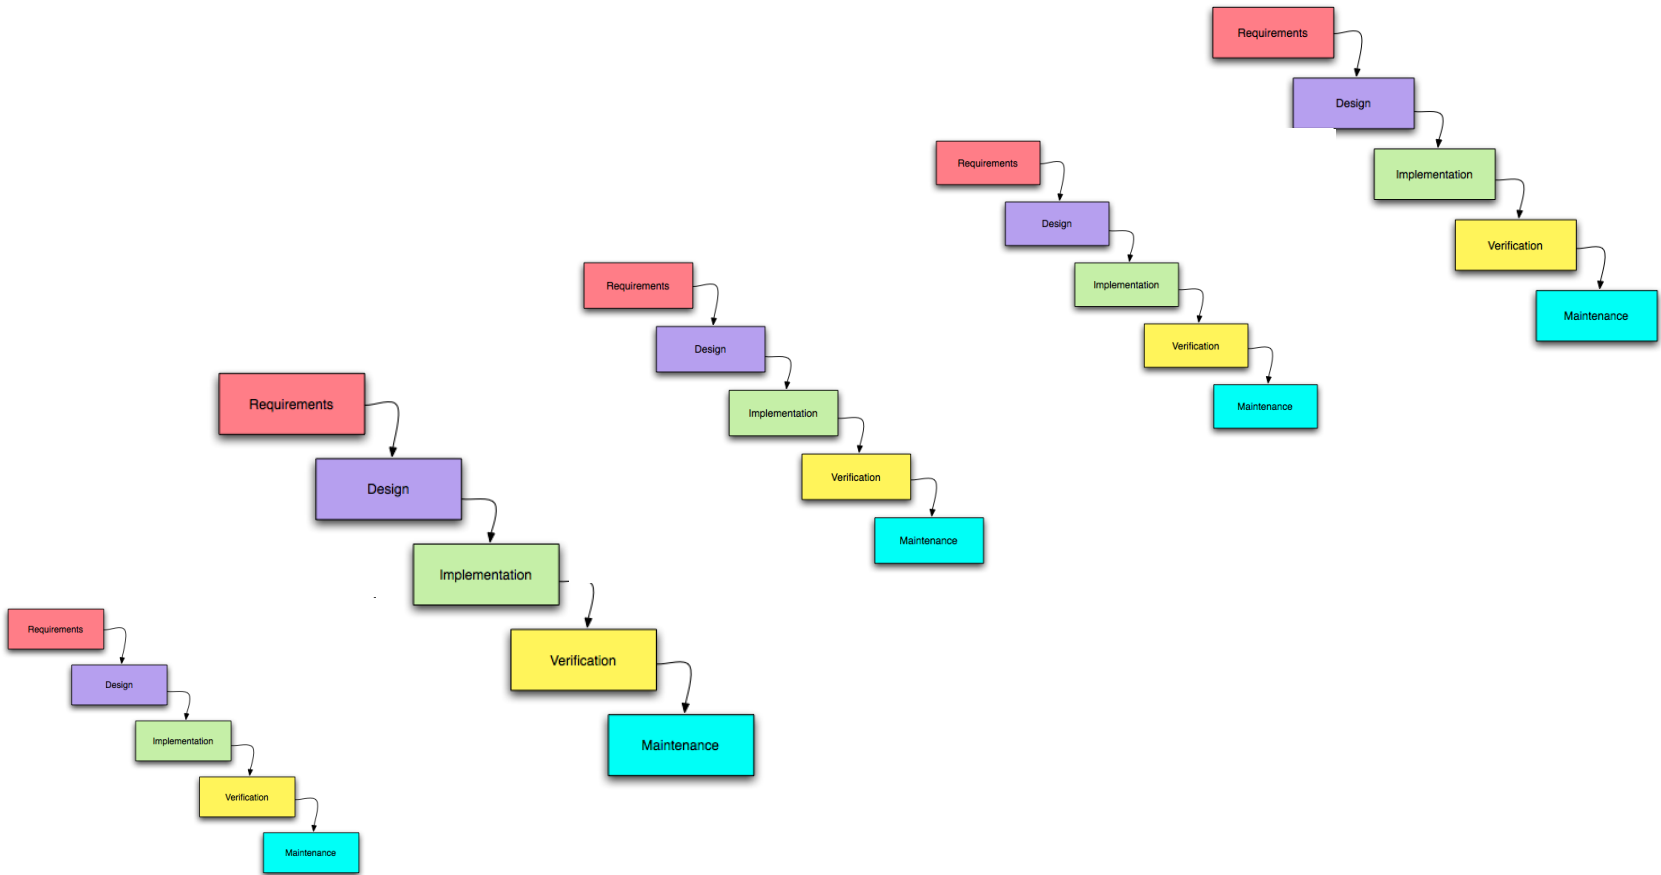 Requirements
Design
Implementation
Verification
Maintenance
Requirements
Design
Implementation
Verification
Maintenance
Requirements
Design
Implementation
Verification
Maintenance
Requirements
Design
Implementation
Verification
Maintenance
Requirements
Design
Implementation
Verification
Maintenance